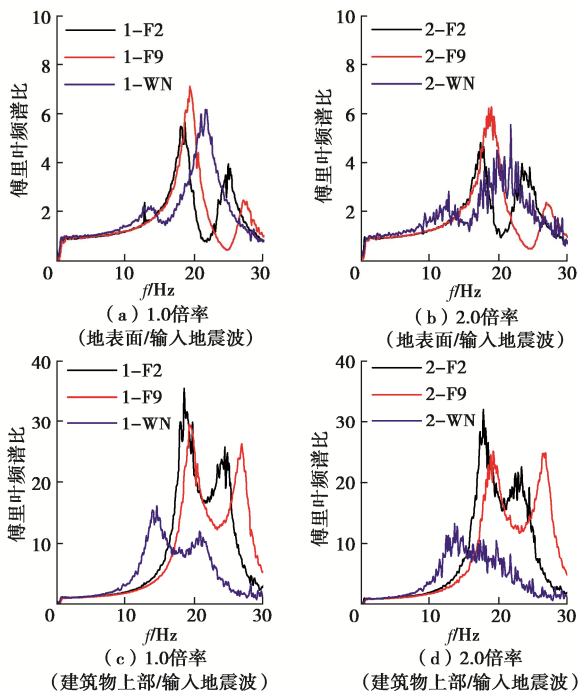 10
8
6
4
2
0
10
20
30
傅里叶频谱比
1-F2
1-F9
1-WN
f/Hz
(a) 1.0倍率
(地表面/输入地震波)
10
8
6
4
2
0
10
20
30
傅里叶频谱比
2-F2
2-F9
2-WN
f/Hz
(b) 2.0倍率
(地表面/输入地震波)
40
30
20
10
0
10
20
30
傅里叶频谱比
1-F2
1-F9
1-WN
f/Hz
(c) 1.0倍率
(建筑物上部/输入地震波)
40
30
20
10
0
10
20
30
傅里叶频谱比
2-F2
2-F9
2-WN
f/Hz
(d) 2.0倍率
(建筑物上部/输入地震波)